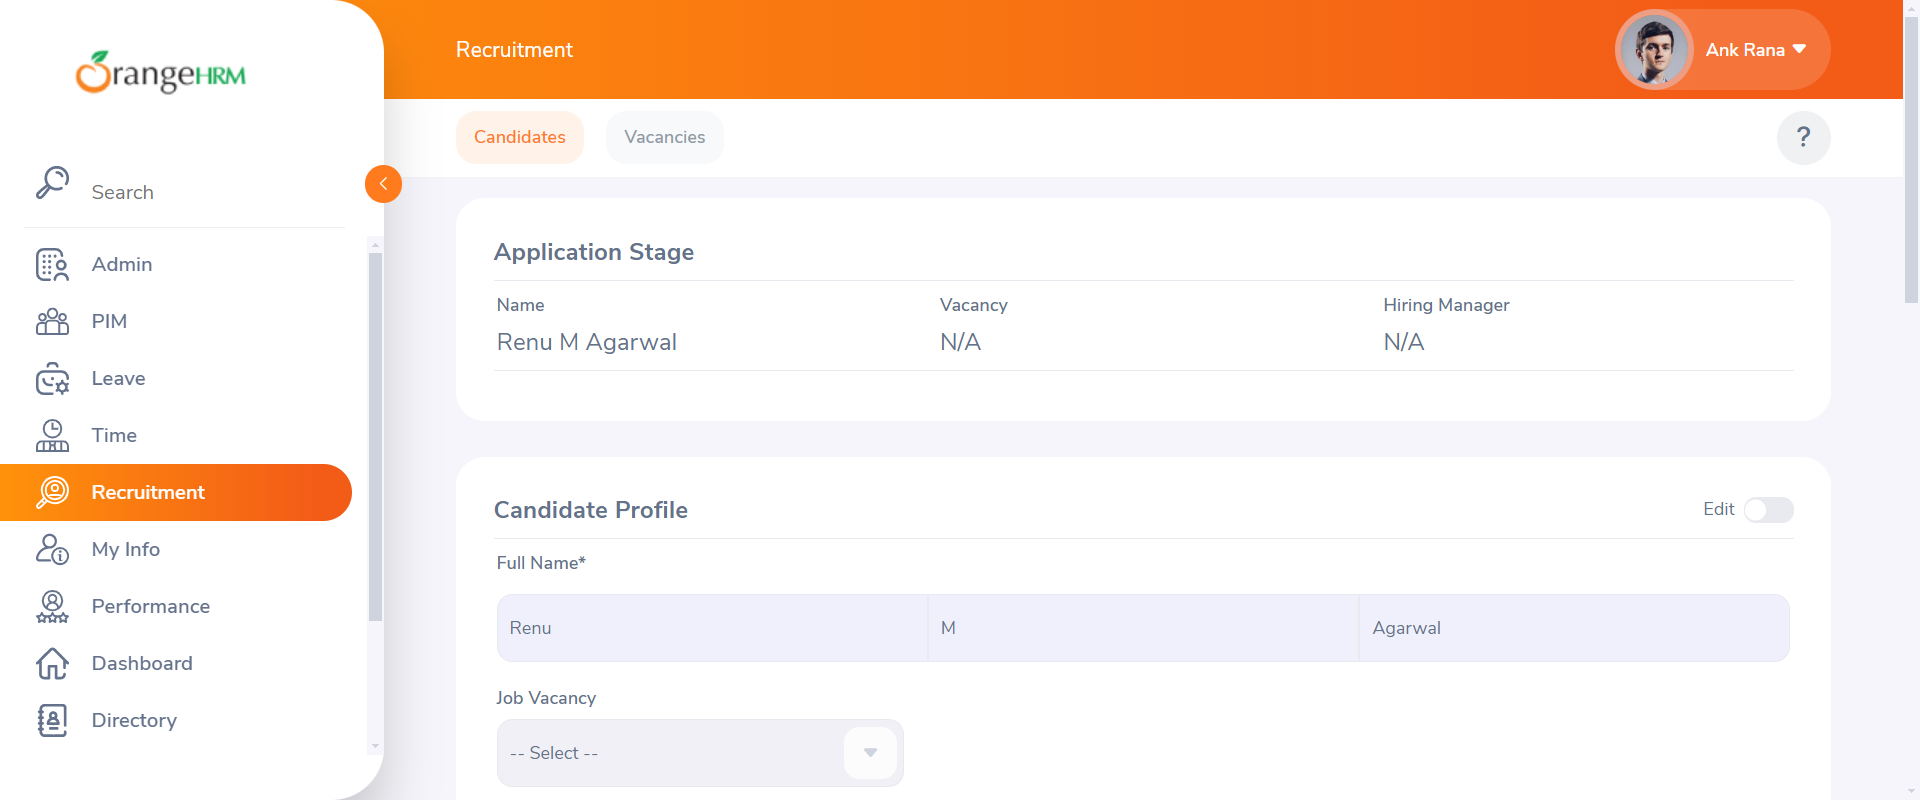 OrangeHRM
Search
Admin
PIM
Leave
Time
Recruitment
My Info
Performance
Dashboard
Directory
Recruitment
Ank Rana
Candidates
Vacancies
?
Application Stage
Name
Vacancy
Hiring Manager
Renu M Agarwal
N/A
N/A
Candidate Profile
Edit
Full Name*
Renu
M
Agarwal
Job Vacancy
-- Select --